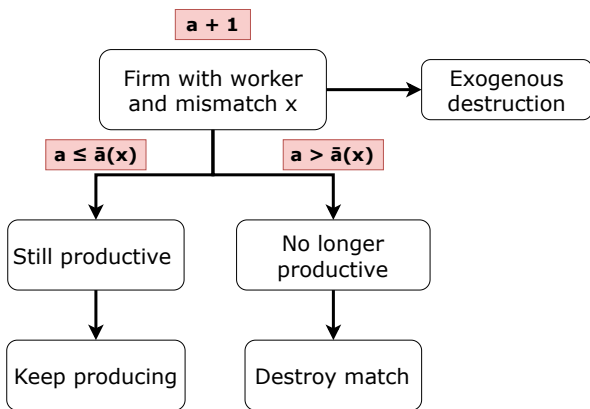 a + 1
Firm with worker
and mismatch x
Exogenous
destruction
a ≤ ā(x)
a > ā(x)
Still productive
No longer
productive
Keep producing
Destroy match